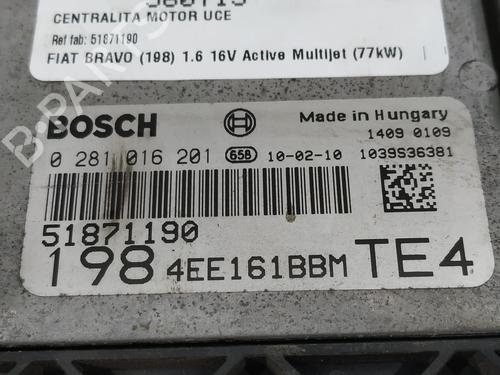 CENTRALITA MOTOR UCE
Ref fab: 51871190
FIAT BRAVO (198) 1.6 16V Active Multijet (77kW)
BOSCH
Made in Hungary
1409 0109
0 281 016 201 65B 10-02-10 1039S36381
51871190
198 4EE161BBM TE4